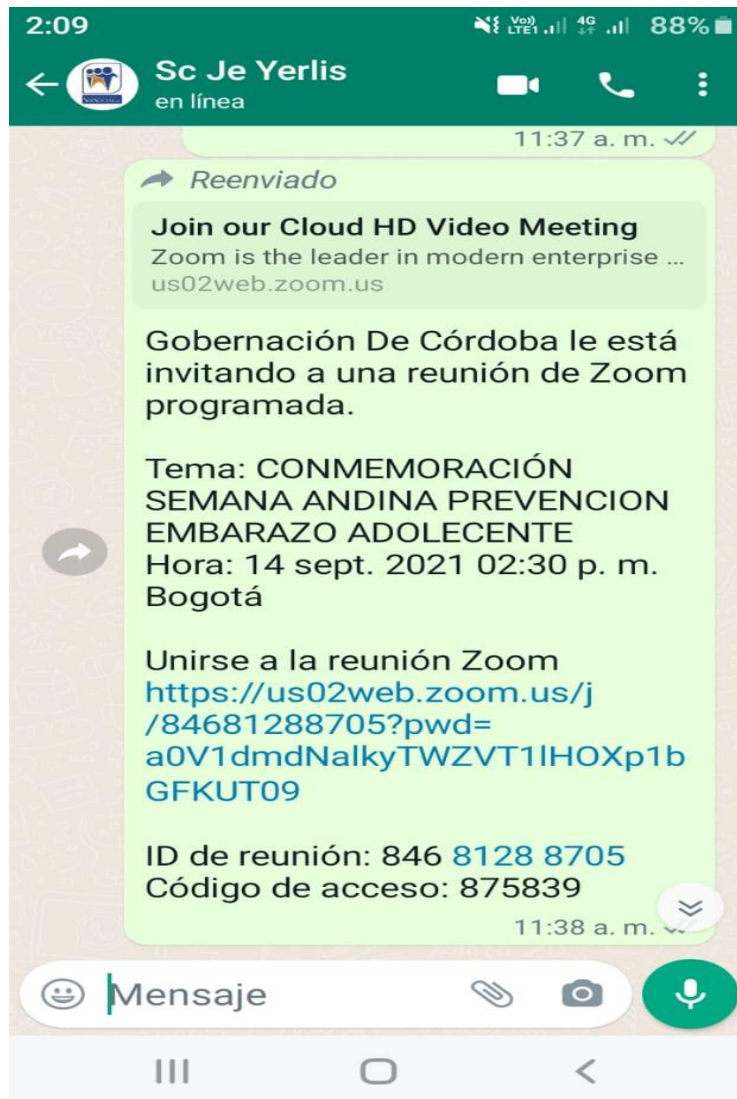 2:09 Vo)) LTE1 4G 88%
Sc Je Yerlis
en línea
11:37 a. m.
Reenviado
Join our Cloud HD Video Meeting
Zoom is the leader in modern enterprise ...
us02web.zoom.us
Gobernación De Córdoba le está
invitando a una reunión de Zoom
programada.
Tema: CONMEMORACIÓN
SEMANA ANDINA PREVENCION
EMBARAZO ADOLECENTE
Hora: 14 sept. 2021 02:30 p. m.
Bogotá
Unirse a la reunión Zoom
https://us02web.zoom.us/j
/84681288705?pwd=
a0V1dmdNalkyTWZVT1lHOXp1b
GFKUT09
ID de reunión: 846 8128 8705
Código de acceso: 875839
11:38 a. m.
Mensaje